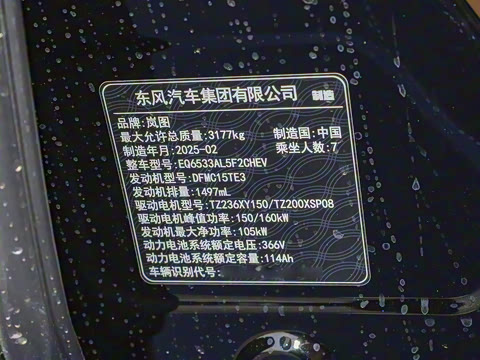 东风汽车集团有限公司 制造
品牌:岚图
最大允许总质量:3177kg 制造国:中国
制造年月:2025-02 乘坐人数:7
整车型号:EQ6533AL5F2CHEV
发动机型号:DFMC15TE3
发动机排量:1497mL
驱动电机型号:TZ236XY150/TZ200XSP08
驱动电机峰值功率:150/160kW
发动机最大净功率:105kW
动力电池系统额定电压:366V
动力电池系统额定容量:114Ah
车辆识别代号: